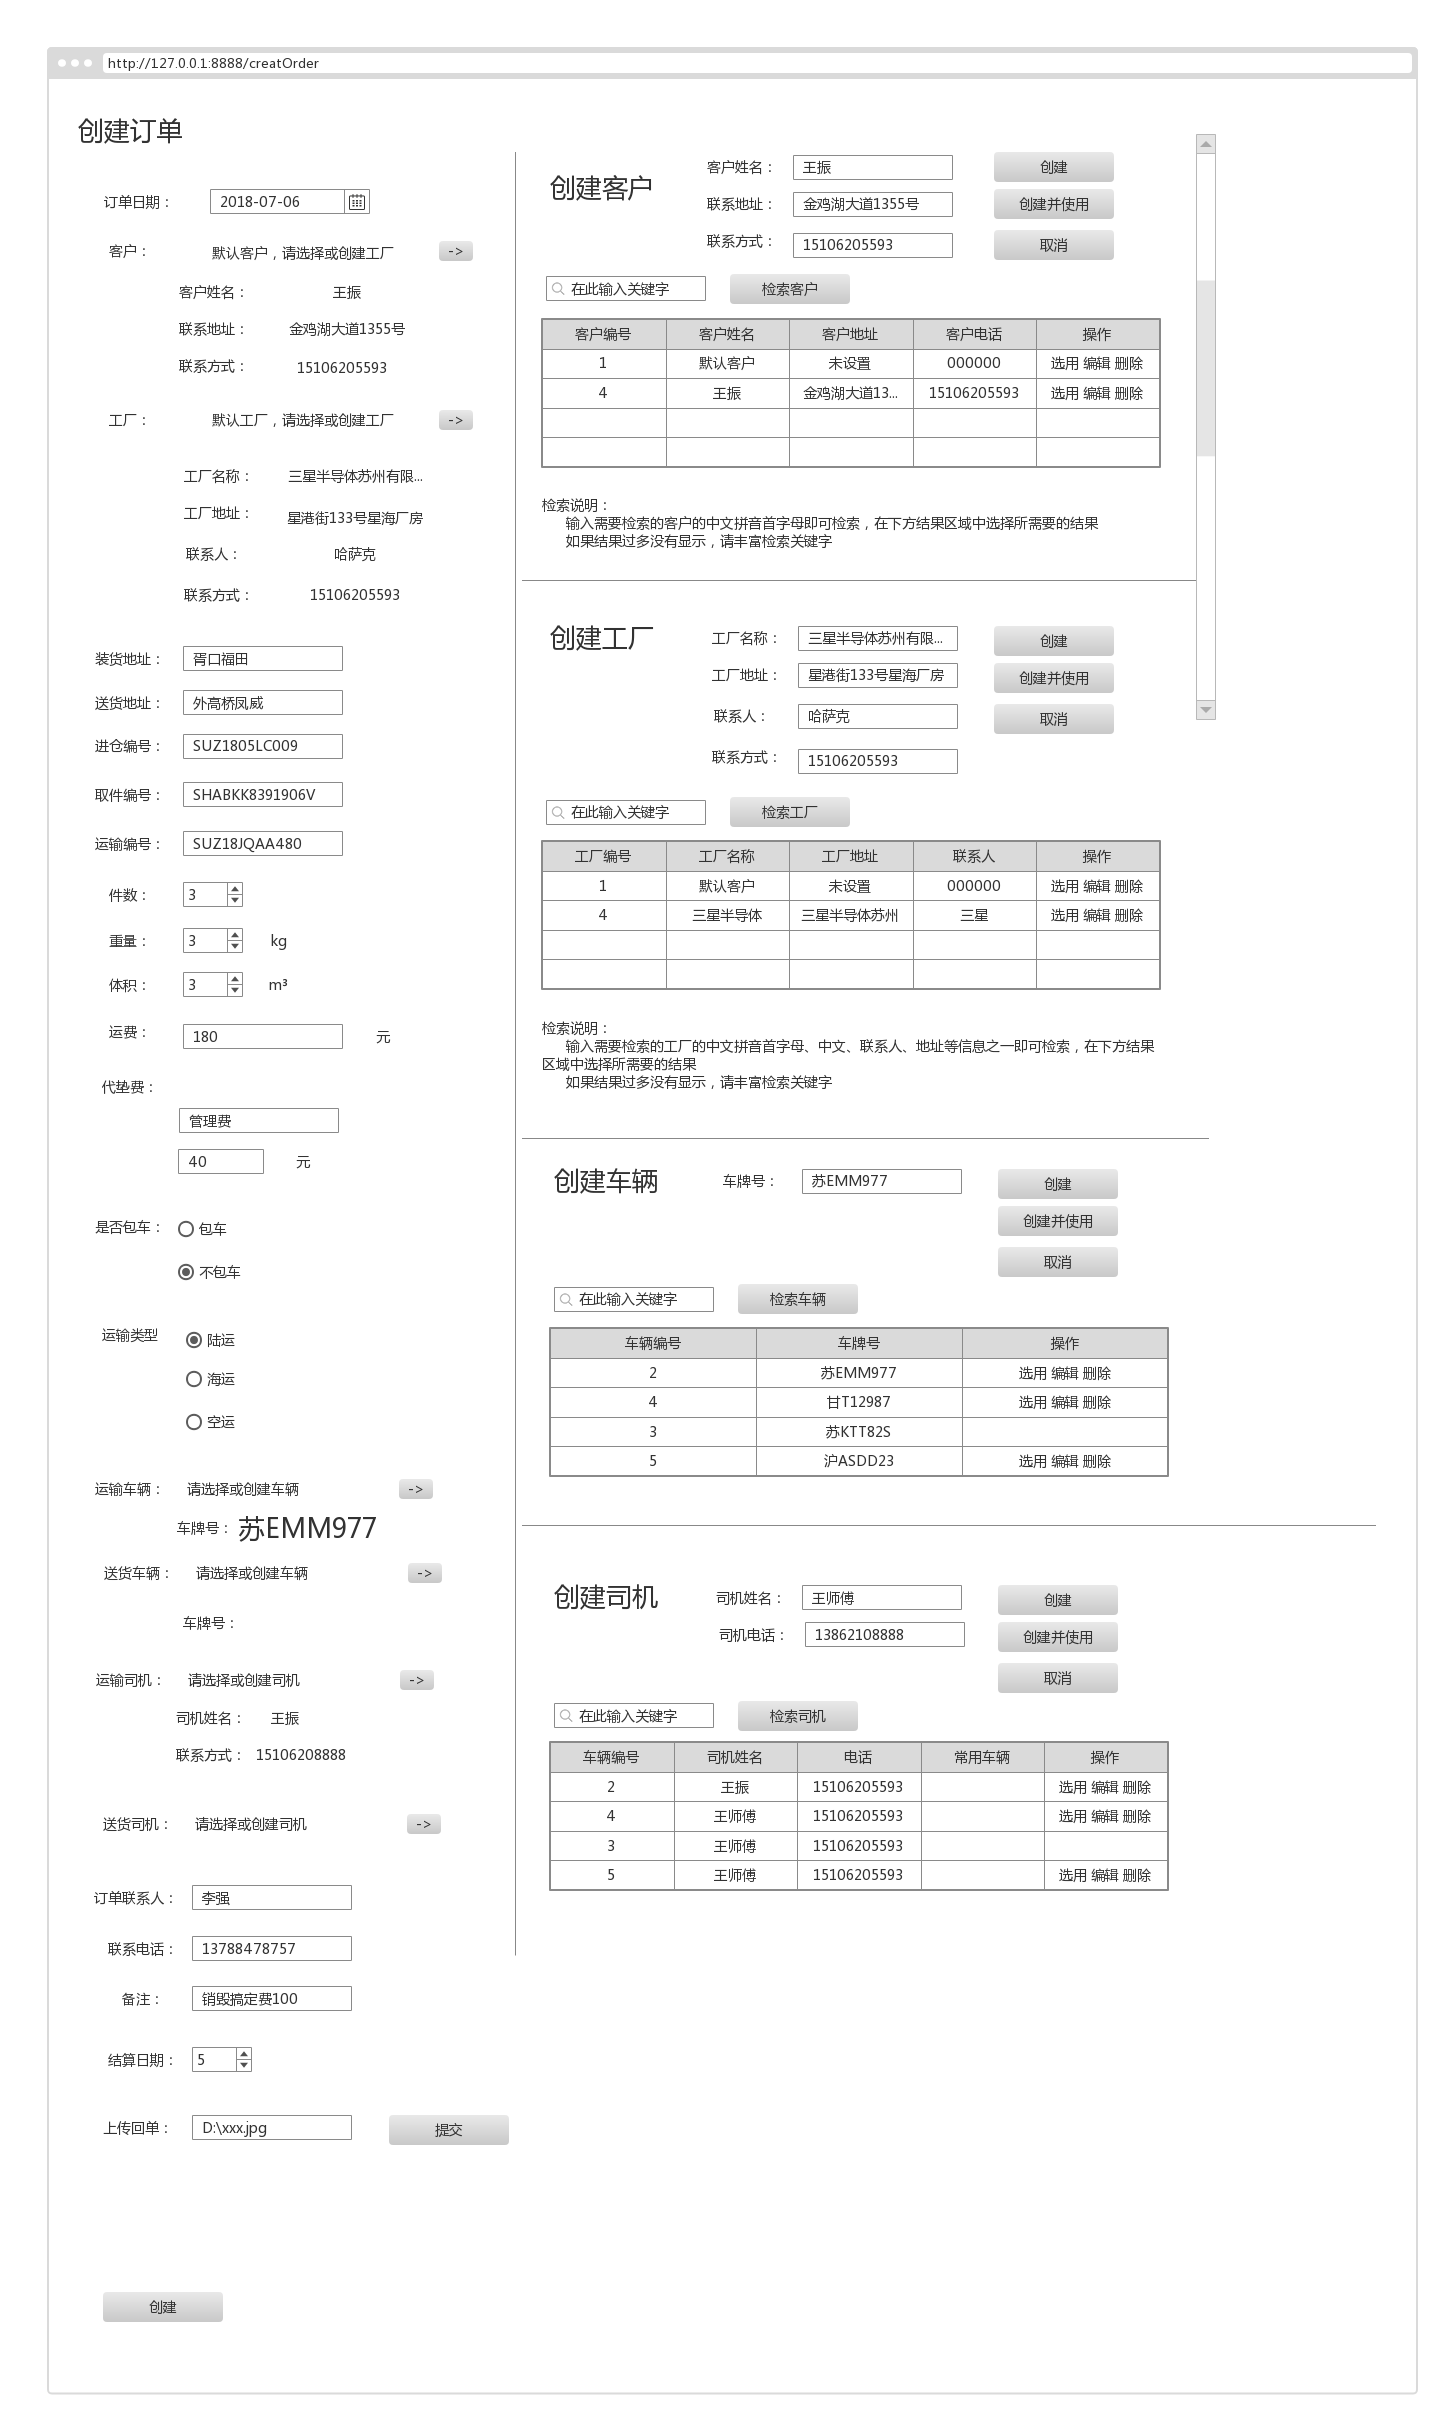 http://127.0.0.1:8888/creatOrder
创建订单
订单日期： 2018-07-06
客户： 默认客户，请选择或创建工厂 ->
客户姓名： 王振
联系地址： 金鸡湖大道1355号
联系方式： 15106205593
工厂： 默认工厂，请选择或创建工厂 ->
工厂名称： 三星半导体苏州有限...
工厂地址： 星港街133号星海厂房
联系人： 哈萨克
联系方式： 15106205593
装货地址： 胥口福田
送货地址： 外高桥凤威
进仓编号： SUZ1805LC009
取件编号： SHABKK8391906V
运输编号： SUZ18JQAA480
件数： 3
重量： 3 kg
体积： 3 m³
运费： 180 元
代垫费：
管理费
40 元
是否包车： 包车
不包车
运输类型 陆运
海运
空运
运输车辆： 请选择或创建车辆 ->
车牌号： 苏EMM977
送货车辆： 请选择或创建车辆 ->
车牌号：
运输司机： 请选择或创建司机 ->
司机姓名： 王振
联系方式： 15106208888
送货司机： 请选择或创建司机 ->
订单联系人： 李强
联系电话： 13788478757
备注： 销毁搞定费100
结算日期： 5
上传回单： D:\xxx.jpg 提交
创建
创建客户
客户姓名： 王振 创建
联系地址： 金鸡湖大道1355号 创建并使用
联系方式： 15106205593 取消
在此输入关键字 检索客户
客户编号 客户姓名 客户地址 客户电话 操作
1 默认客户 未设置 000000 选用 编辑 删除
4 王振 金鸡湖大道13... 15106205593 选用 编辑 删除
检索说明：
输入需要检索的客户的中文拼音首字母即可检索，在下方结果区域中选择所需要的结果
如果结果过多没有显示，请丰富检索关键字
创建工厂
工厂名称： 三星半导体苏州有限... 创建
工厂地址： 星港街133号星海厂房 创建并使用
联系人： 哈萨克 取消
联系方式： 15106205593
在此输入关键字 检索工厂
工厂编号 工厂名称 工厂地址 联系人 操作
1 默认客户 未设置 000000 选用 编辑 删除
4 三星半导体 三星半导体苏州 三星 选用 编辑 删除
检索说明：
输入需要检索的工厂的中文拼音首字母、中文、联系人、地址等信息之一即可检索，在下方结果
区域中选择所需要的结果
如果结果过多没有显示，请丰富检索关键字
创建车辆 车牌号： 苏EMM977 创建
创建并使用
取消
在此输入关键字 检索车辆
车辆编号 车牌号 操作
2 苏EMM977 选用 编辑 删除
4 甘T12987 选用 编辑 删除
3 苏KTT82S
5 沪ASDD23 选用 编辑 删除
创建司机 司机姓名： 王师傅 创建
司机电话： 13862108888 创建并使用
取消
在此输入关键字 检索司机
车辆编号 司机姓名 电话 常用车辆 操作
2 王振 15106205593 选用 编辑 删除
4 王师傅 15106205593 选用 编辑 删除
3 王师傅 15106205593
5 王师傅 15106205593 选用 编辑 删除